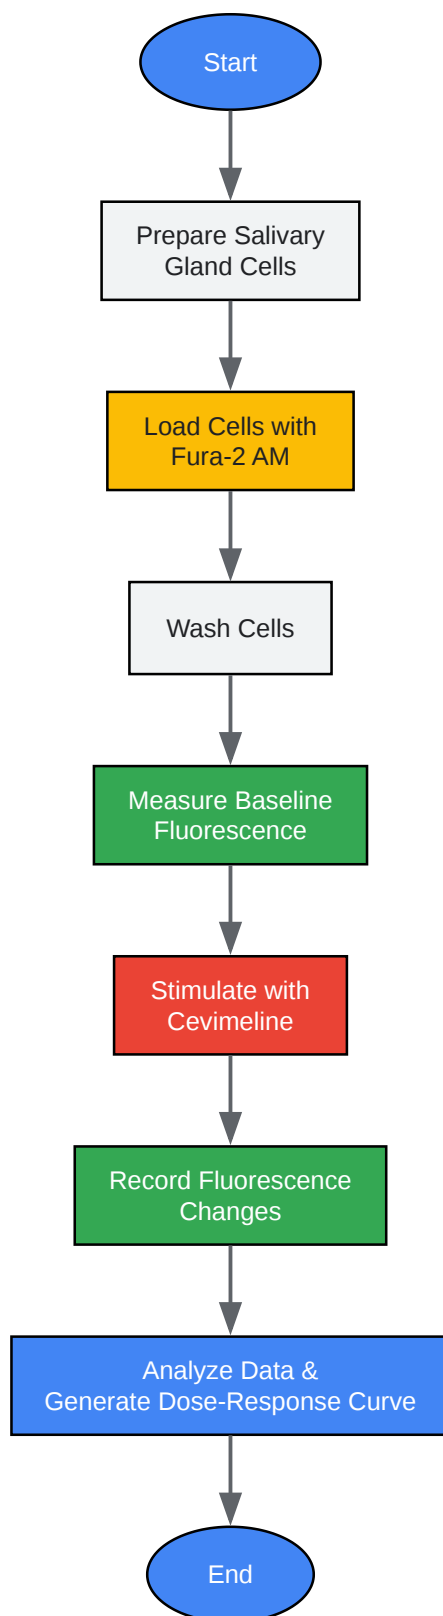 Start
Prepare Salivary
Gland Cells
Load Cells with
Fura-2 AM
Wash Cells
Measure Baseline
Fluorescence
Stimulate with
Cevimeline
Record Fluorescence
Changes
Analyze Data &
Generate Dose-Response Curve
End